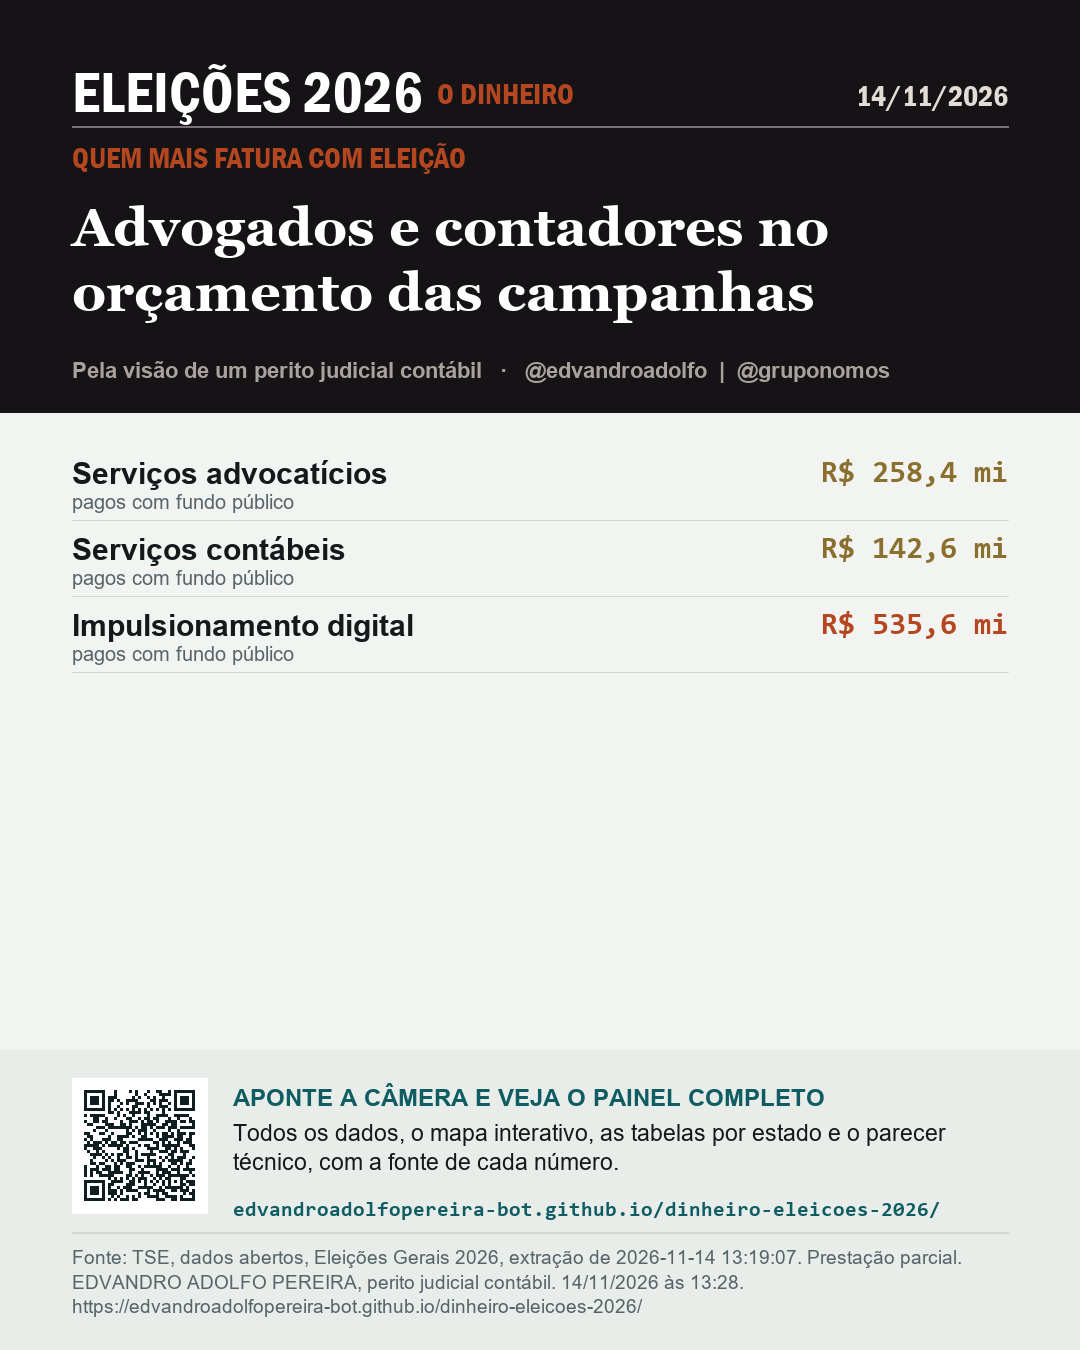 ELEIÇÕES 2026 O DINHEIRO 14/11/2026
QUEM MAIS FATURA COM ELEIÇÃO
Advogados e contadores no
orçamento das campanhas
Pela visão de um perito judicial contábil · @edvandroadolfo | @gruponomos
Serviços advocatícios R$ 258,4 mi
pagos com fundo público
Serviços contábeis R$ 142,6 mi
pagos com fundo público
Impulsionamento digital R$ 535,6 mi
pagos com fundo público
APONTE A CÂMERA E VEJA O PAINEL COMPLETO
Todos os dados, o mapa interativo, as tabelas por estado e o parecer
técnico, com a fonte de cada número.
edvandroadolfopereira-bot.github.io/dinheiro-eleicoes-2026/
Fonte: TSE, dados abertos, Eleições Gerais 2026, extração de 2026-11-14 13:19:07. Prestação parcial.
EDVANDRO ADOLFO PEREIRA, perito judicial contábil. 14/11/2026 às 13:28.
https://edvandroadolfopereira-bot.github.io/dinheiro-eleicoes-2026/